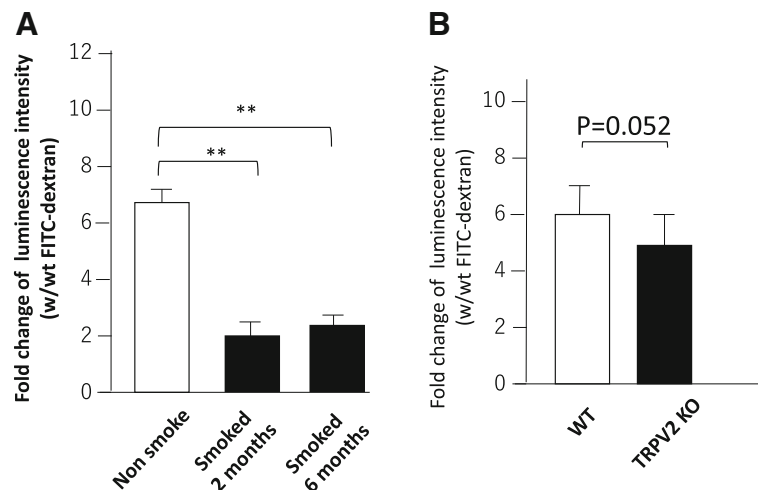 A
Fold change of luminescence intensity
(w/wt FITC-dextran)
12
10
8
6
4
2
0
**
**
Non smoke
Smoked
2 months
Smoked
6 months
B
Fold change of luminescence intensity
(w/wt FITC-dextran)
10
8
6
4
2
0
P=0.052
WT
TRPV2 KO